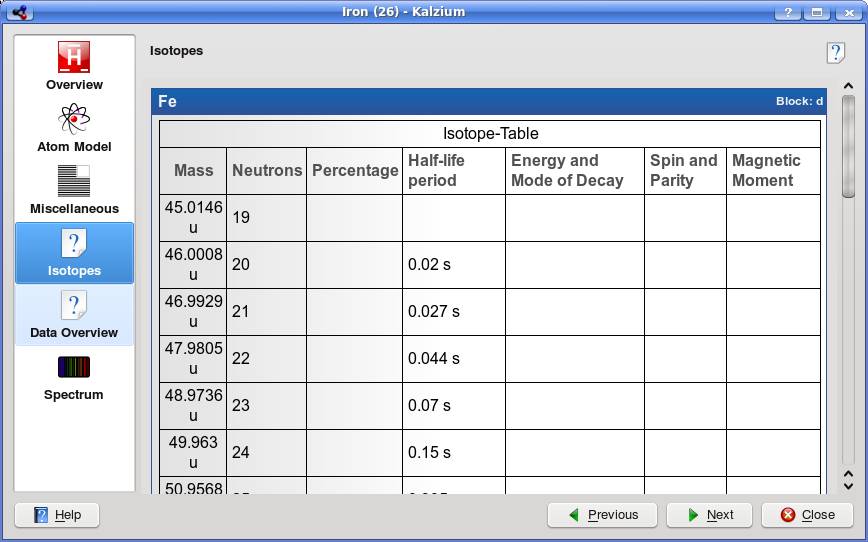 Iron (26) - Kalzium
Overview
Atom Model
Miscellaneous
Isotopes
Data Overview
Spectrum
Isotopes
Fe Block: d
Isotope-Table
Mass Neutrons Percentage Half-life period Energy and Mode of Decay Spin and Parity Magnetic Moment
45.0146 u 19
46.0008 u 20 0.02 s
46.9929 u 21 0.027 s
47.9805 u 22 0.044 s
48.9736 u 23 0.07 s
49.963 u 24 0.15 s
50.9568
Help Previous Next Close